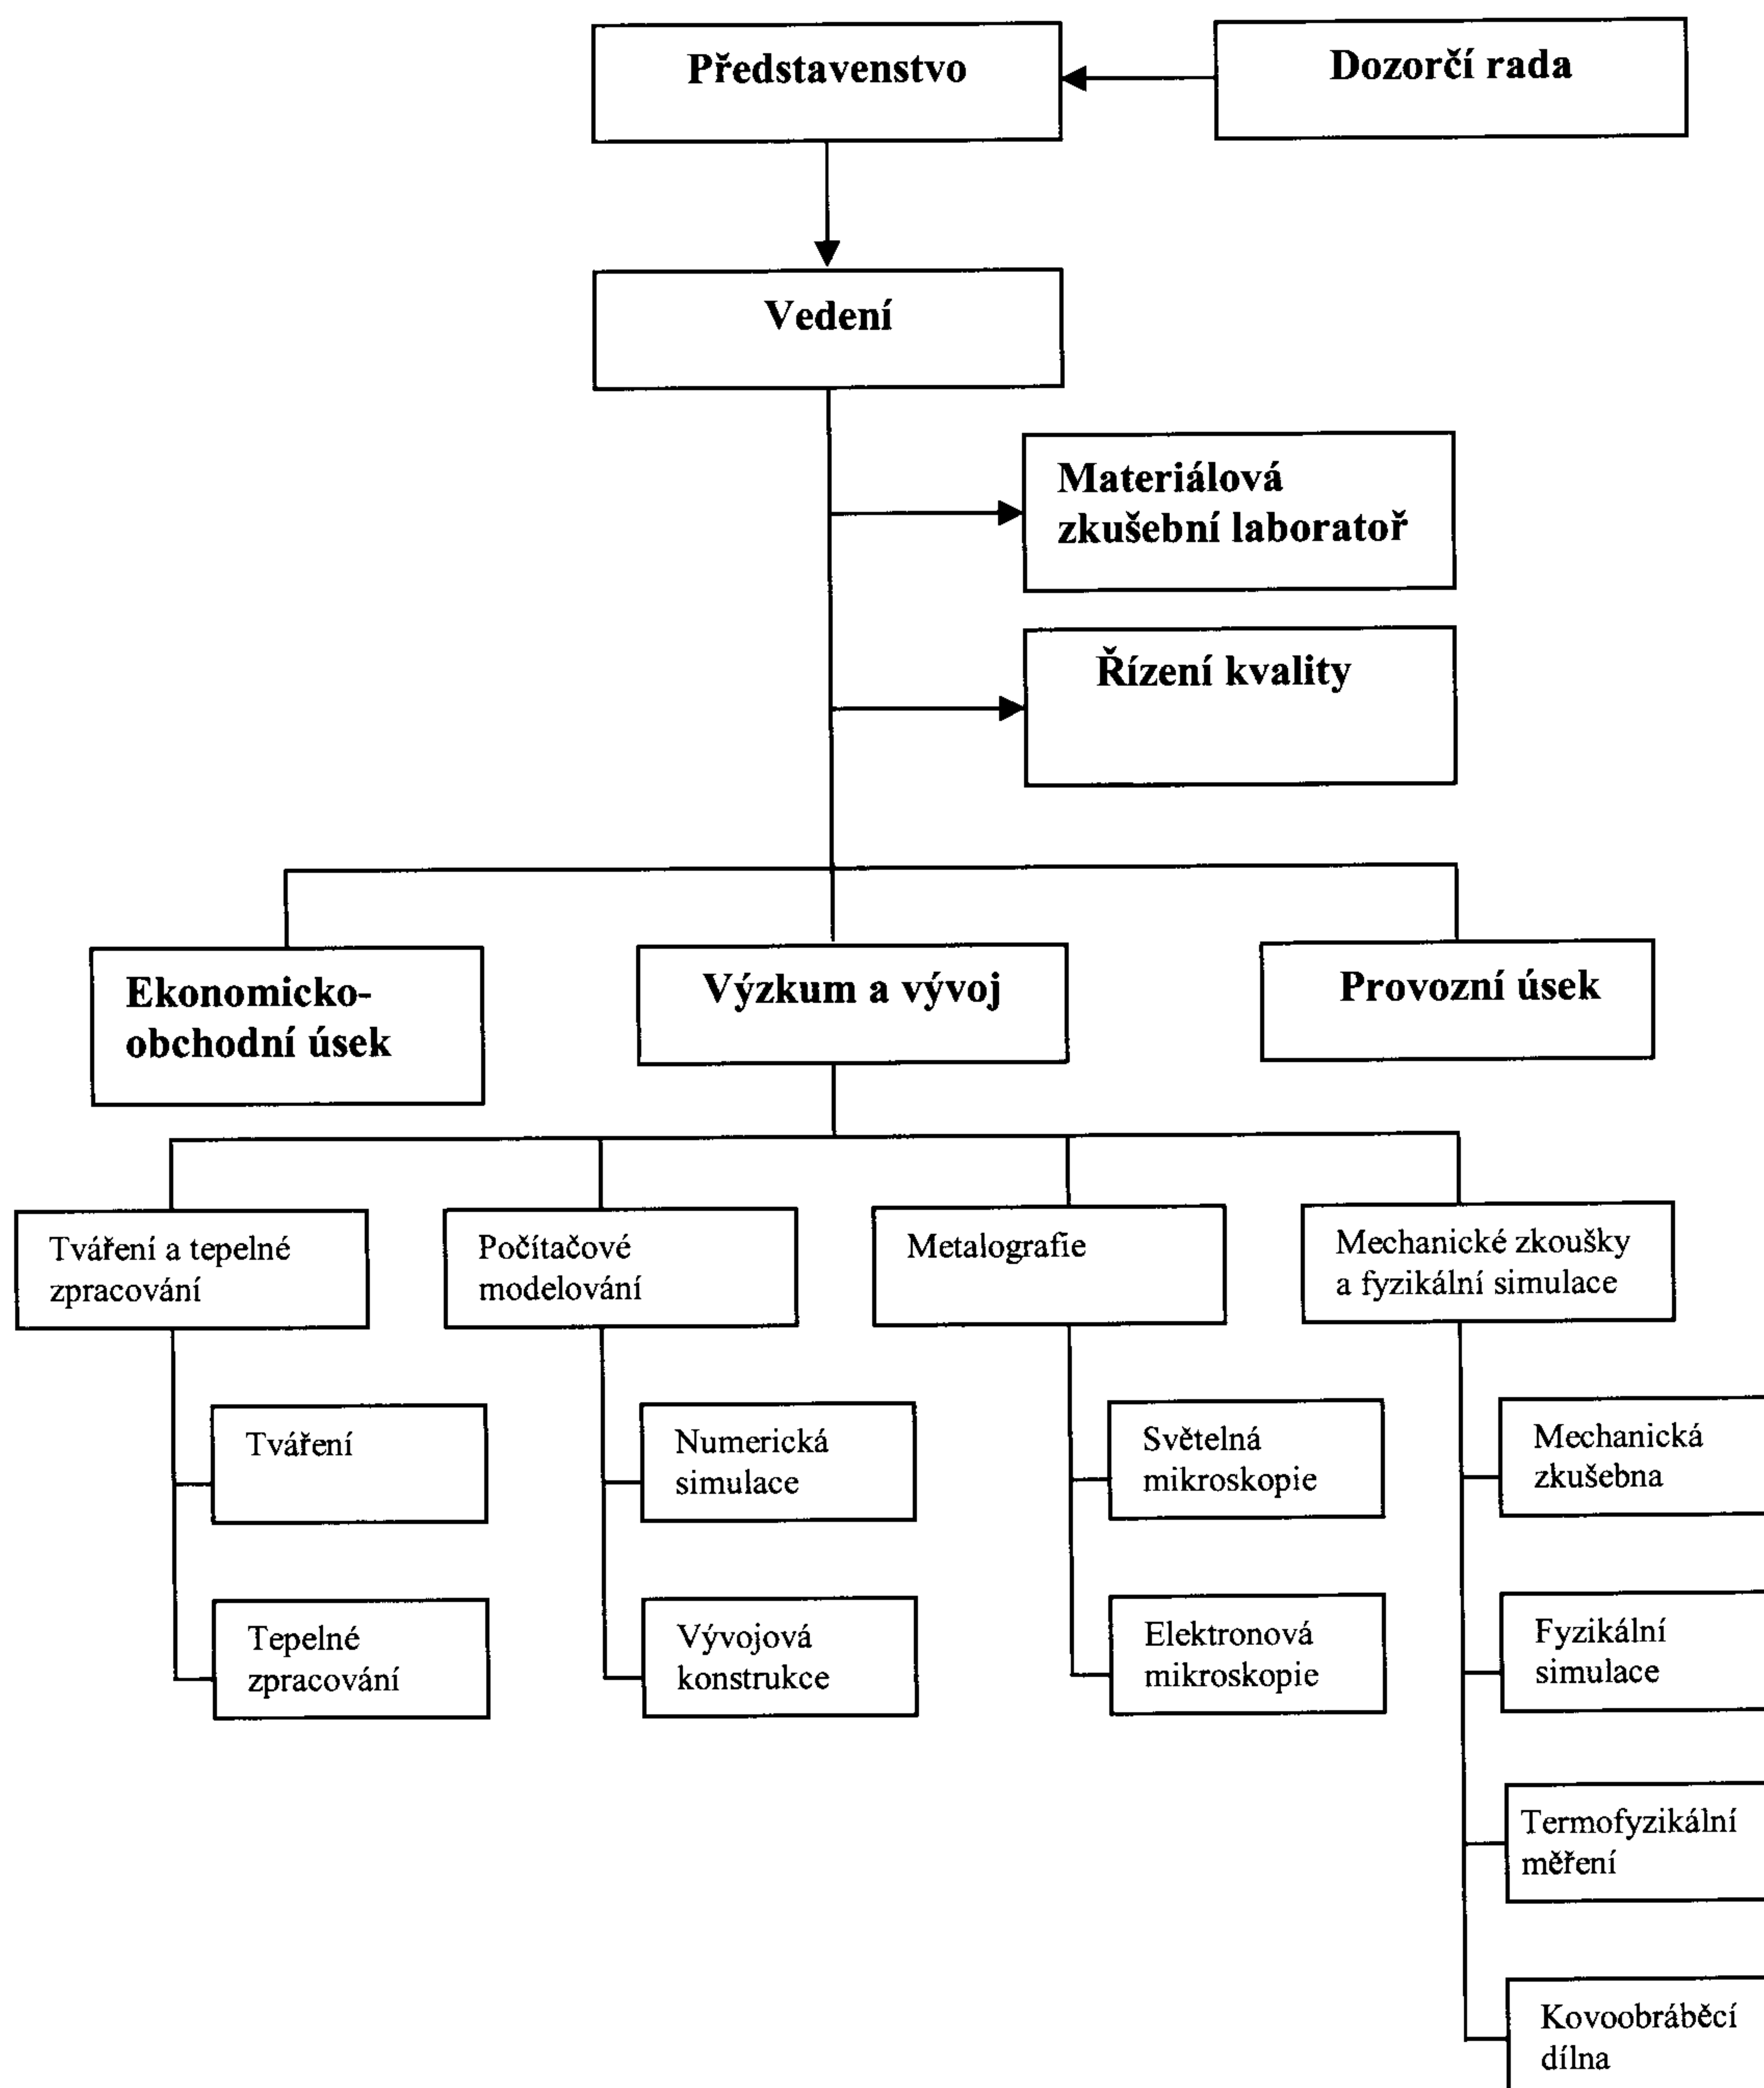 Představenstvo
Dozorčí rada
Vedení
Materiálová
zkušební laboratoř
Řízení kvality
Ekonomicko-
obchodní úsek
Výzkum a vývoj
Provozní úsek
Tváření a tepelné
zpracování
Počítačové
modelování
Metalografie
Mechanické zkoušky
a fyzikální simulace
Tváření
Numerická
simulace
Světelná
mikroskopie
Mechanická
zkušebna
Tepelné
zpracování
Vývojová
konstrukce
Elektronová
mikroskopie
Fyzikální
simulace
Termofyzikální
měření
Kovoobráběcí
dílna